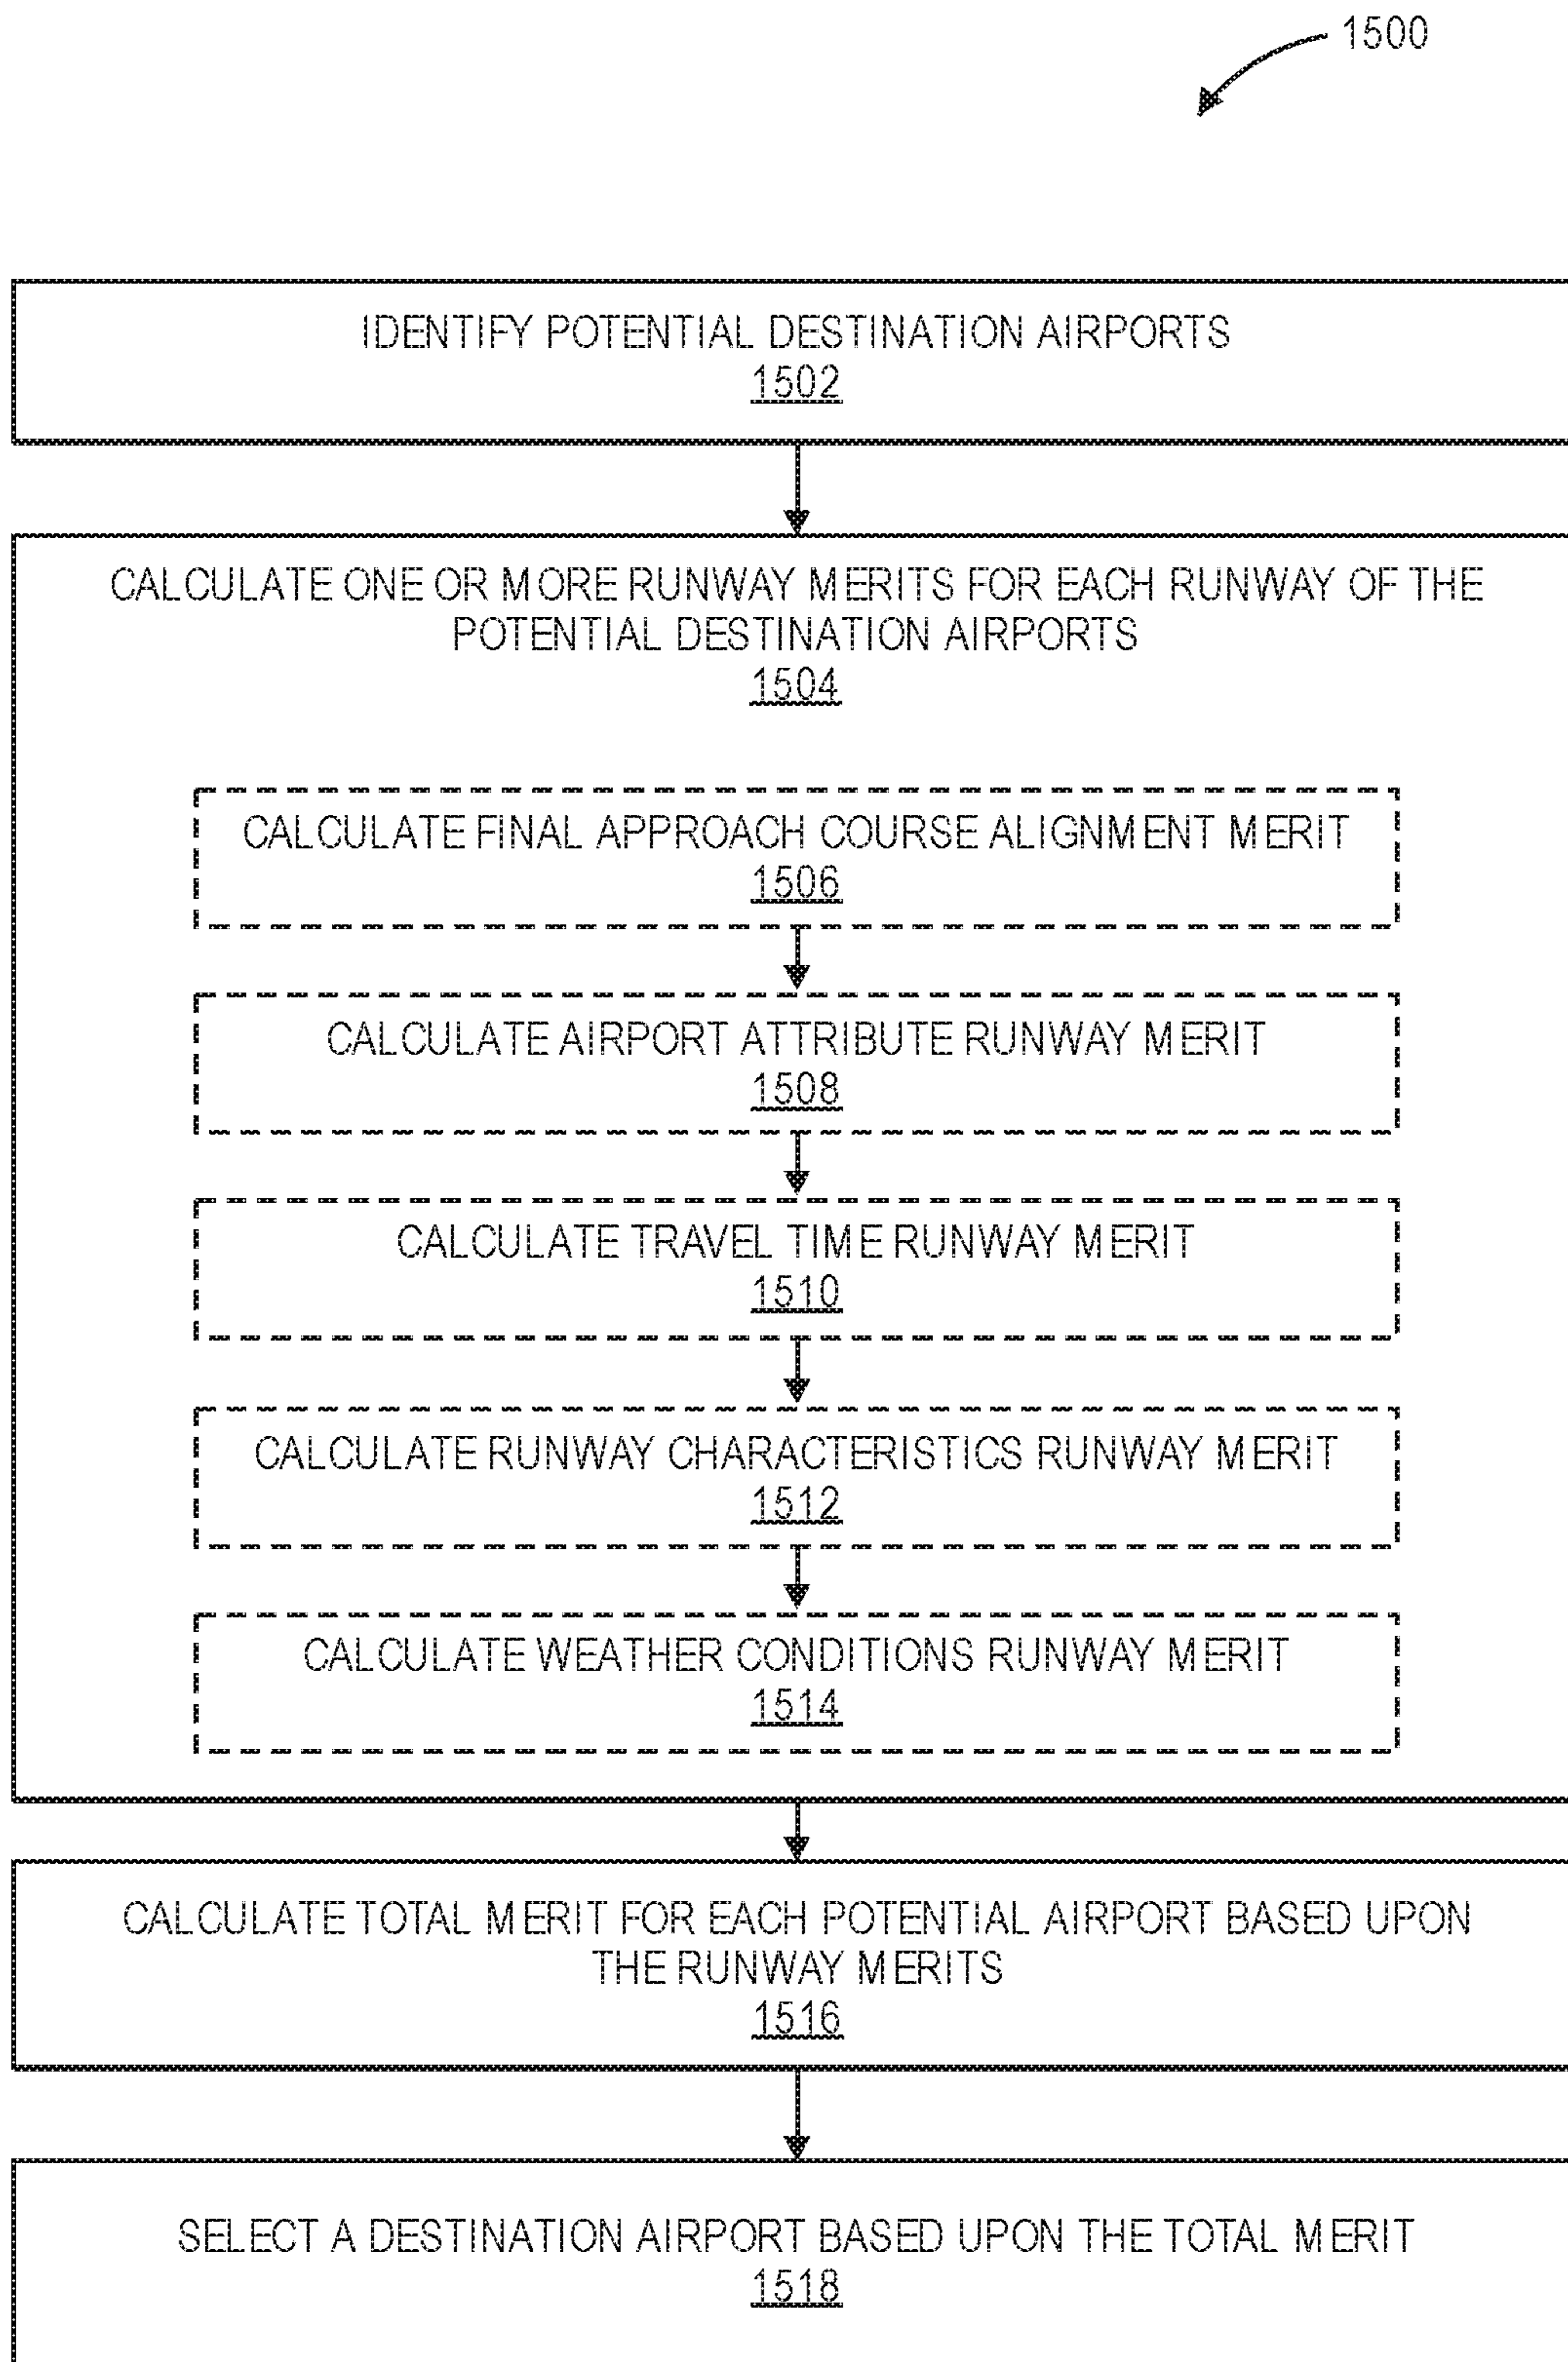 1500
IDENTIFY POTENTIAL DESTINATION AIRPORTS
1502
CALCULATE ONE OR MORE RUNWAY MERITS FOR EACH RUNWAY OF THE
POTENTIAL DESTINATION AIRPORTS
1504
CALCULATE FINAL APPROACH COURSE ALIGNMENT MERIT
1506
CALCULATE AIRPORT ATTRIBUTE RUNWAY MERIT
1508
CALCULATE TRAVEL TIME RUNWAY MERIT
1510
CALCULATE RUNWAY CHARACTERISTICS RUNWAY MERIT
1512
CALCULATE WEATHER CONDITIONS RUNWAY MERIT
1514
CALCULATE TOTAL MERIT FOR EACH POTENTIAL AIRPORT BASED UPON
THE RUNWAY MERITS
1516
SELECT A DESTINATION AIRPORT BASED UPON THE TOTAL MERIT
1518